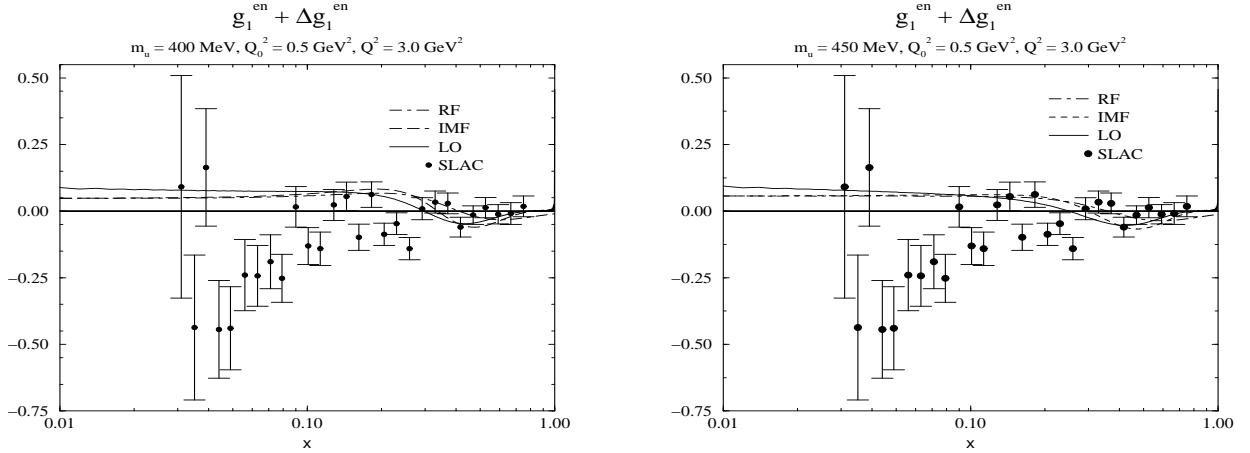 g₁ᵉⁿ + Δg₁ᵉⁿ
mᵤ = 400 MeV, Q₀² = 0.5 GeV², Q² = 3.0 GeV²
0.50
0.25
0.00
−0.25
−0.50
−0.75
0.01
0.10
1.00
x
RF
IMF
LO
SLAC
g₁ᵉⁿ + Δg₁ᵉⁿ
mᵤ = 450 MeV, Q₀² = 0.5 GeV², Q² = 3.0 GeV²
0.50
0.25
0.00
−0.25
−0.50
−0.75
0.01
0.10
1.00
x
RF
IMF
LO
SLAC